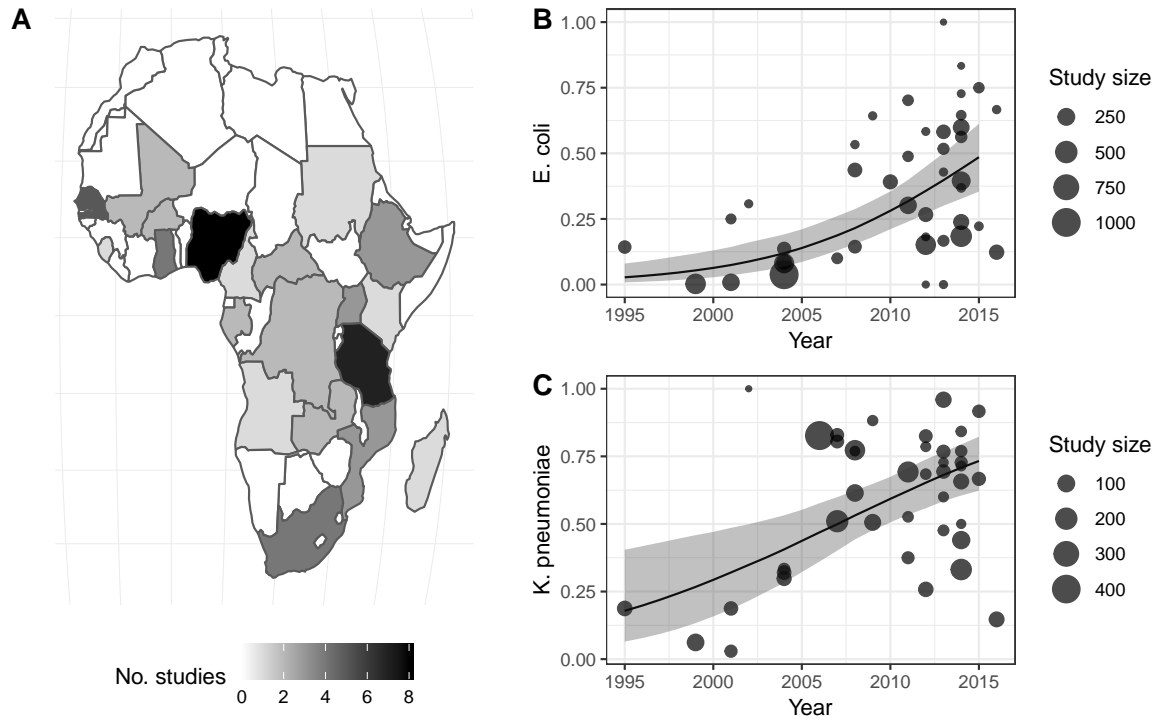 A
No. studies
0 2 4 6 8
B
E. coli
1.00
0.75
0.50
0.25
0.00
1995 2000 2005 2010 2015
Year
Study size
250
500
750
1000
C
K. pneumoniae
1.00
0.75
0.50
0.25
0.00
1995 2000 2005 2010 2015
Year
Study size
100
200
300
400